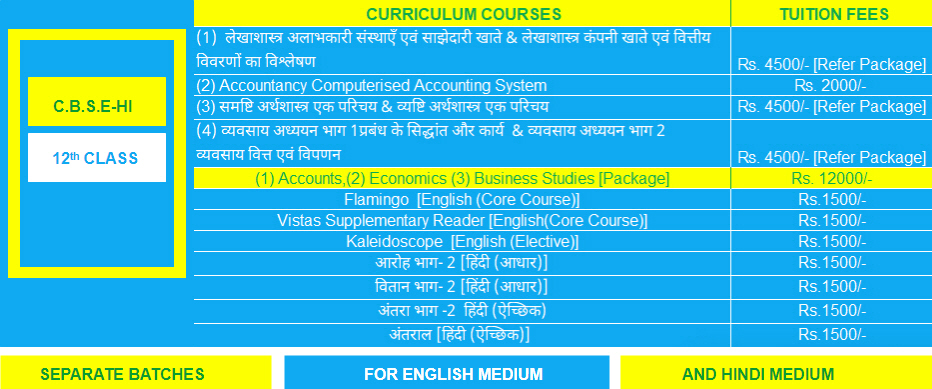 CURRICULUM COURSES TUITION FEES
(1) लेखाशास्त्र अलाभकारी संस्थाएँ एवं साझेदारी खाते & लेखाशास्त्र कंपनी खाते एवं वित्तीय
विवरणों का विश्लेषण Rs. 4500/- [Refer Package]
(2) Accountancy Computerised Accounting System Rs. 2000/-
(3) समष्टि अर्थशास्त्र एक परिचय & व्यष्टि अर्थशास्त्र एक परिचय Rs. 4500/- [Refer Package]
(4) व्यवसाय अध्ययन भाग 1प्रबंध के सिद्धांत और कार्य & व्यवसाय अध्ययन भाग 2
व्यवसाय वित्त एवं विपणन Rs. 4500/- [Refer Package]
(1) Accounts,(2) Economics (3) Business Studies [Package] Rs. 12000/-
Flamingo [English (Core Course)] Rs.1500/-
Vistas Supplementary Reader [English(Core Course)] Rs.1500/-
Kaleidoscope [English (Elective)] Rs.1500/-
आरोह भाग- 2 [हिंदी (आधार)] Rs.1500/-
वितान भाग- 2 [हिंदी (आधार)] Rs.1500/-
अंतरा भाग -2 हिंदी (ऐच्छिक) Rs.1500/-
अंतराल [हिंदी (ऐच्छिक)] Rs.1500/-
C.B.S.E-HI
12th CLASS
SEPARATE BATCHES FOR ENGLISH MEDIUM AND HINDI MEDIUM